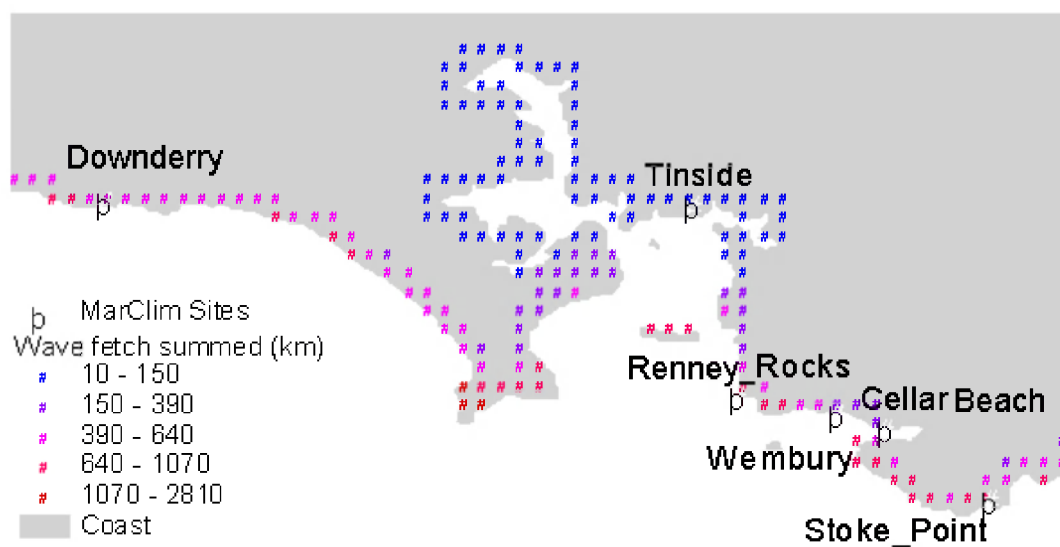 Downderry
Tinside
þ MarClim Sites
Wave fetch summed (km)
# 10 - 150
# 150 - 390
# 390 - 640
# 640 - 1070
# 1070 - 2810
Coast
Renney_Rocks
Cellar Beach
Wembury
Stoke_Point